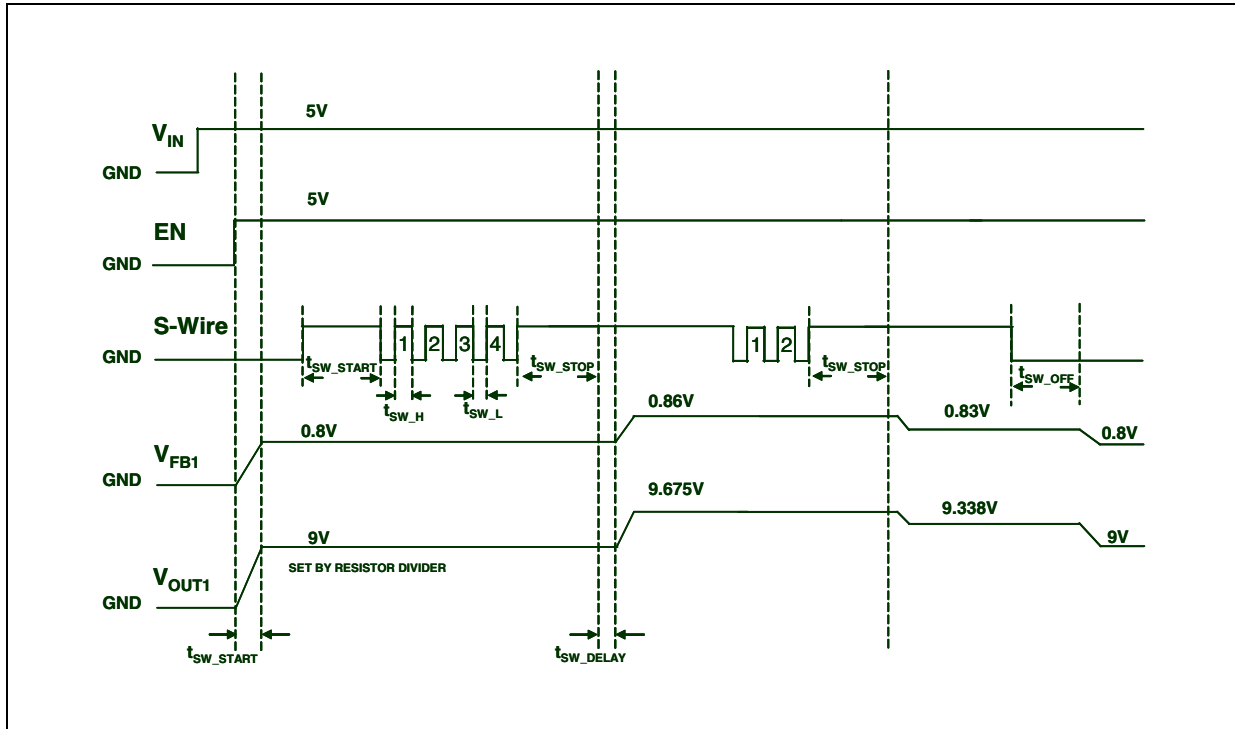 5V
V_IN
GND
5V
EN
GND
S-Wire
1 2 3 4 1 2
GND
t_SW_START t_SW_STOP t_SW_STOP t_SW_OFF
t_SW_H t_SW_L
0.8V 0.86V 0.83V 0.8V
V_FB1
GND
9V 9.675V 9.338V 9V
SET BY RESISTOR DIVIDER
V_OUT1
GND
t_SW_START t_SW_DELAY